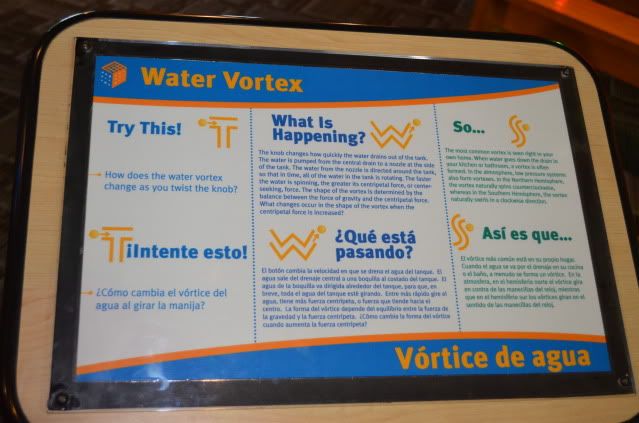 Water Vortex
Try This!
How does the water vortex
change as you twist the knob?
What Is
Happening?
The knob changes how quickly the water drains out of the tank.
The water is pumped from the central drain to a nozzle at the side
of the tank. The water from the nozzle is directed around the tank,
so that in time, all of the water in the tank is rotating. The faster
the water is spinning, the greater its centripetal force, or center-
seeking, force. The shape of the vortex is determined by the
balance between the force of gravity and the centripetal force.
What changes occur in the shape of the vortex when the
centripetal force is increased?
So...
The most common vortex is seen right in your
own home. When water goes down the drain in
your kitchen or bathroom, a vortex is often
formed. In the atmosphere, low pressure systems
also form vortexes. In the Northern Hemisphere,
the vortex naturally spins counterclockwise,
whereas in the Southern Hemisphere, the vortex
naturally swirls in a clockwise direction.
¡Intente esto!
¿Cómo cambia el vórtice del
agua al girar la manija?
¿Qué está
pasando?
El botón cambia la velocidad en que se drena el agua del tanque. El
agua sale del drenaje central a una boquilla al costado del tanque. El
agua de la boquilla va dirigida alrededor del tanque, para que, en
breve, toda el agua del tanque esté girando. Entre más rápido gire al
agua, tiene más fuerza centrípeta, o fuerza que tiende hacia el
centro. La forma del vórtice depende del equilibrio entre la fuerza de
la gravedad y la fuerza centrípeta. ¿Cómo cambia la forma del vórtice
cuando aumenta la fuerza centrípeta?
Así es que...
El vórtice más común está en su propio hogar.
Cuando el agua se va por el drenaje en su cocina
o el baño, a menudo se forma un vórtice. En la
atmósfera, en el hemisferio norte el vórtice gira
en contra de las manecillas del reloj, mientras
que en el hemisferio sur los vórtices giran en el
sentido de las manecillas del reloj.
Vórtice de agua